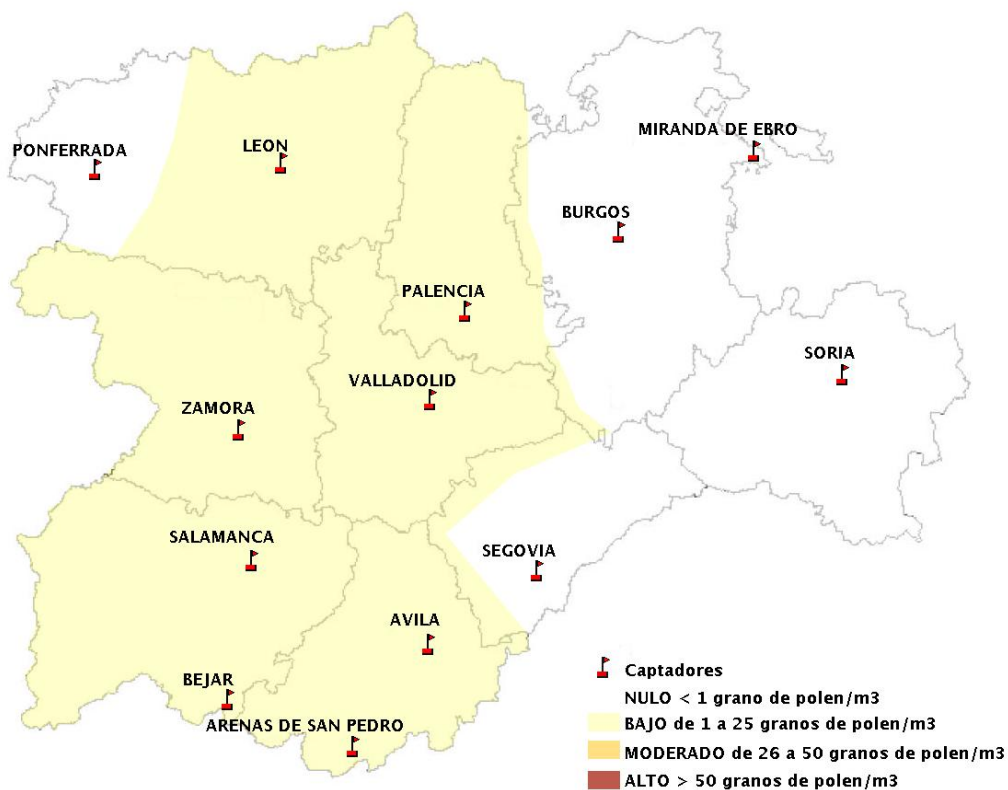 MIRANDA DE EBRO
PONFERRADA
LEON
BURGOS
PALENCIA
SORIA
VALLADOLID
ZAMORA
SALAMANCA
SEGOVIA
AVILA
BEJAR
ARENAS DE SAN PEDRO
Captadores
NULO < 1 grano de polen/m3
BAJO de 1 a 25 granos de polen/m3
MODERADO de 26 a 50 granos de polen/m3
ALTO > 50 granos de polen/m3